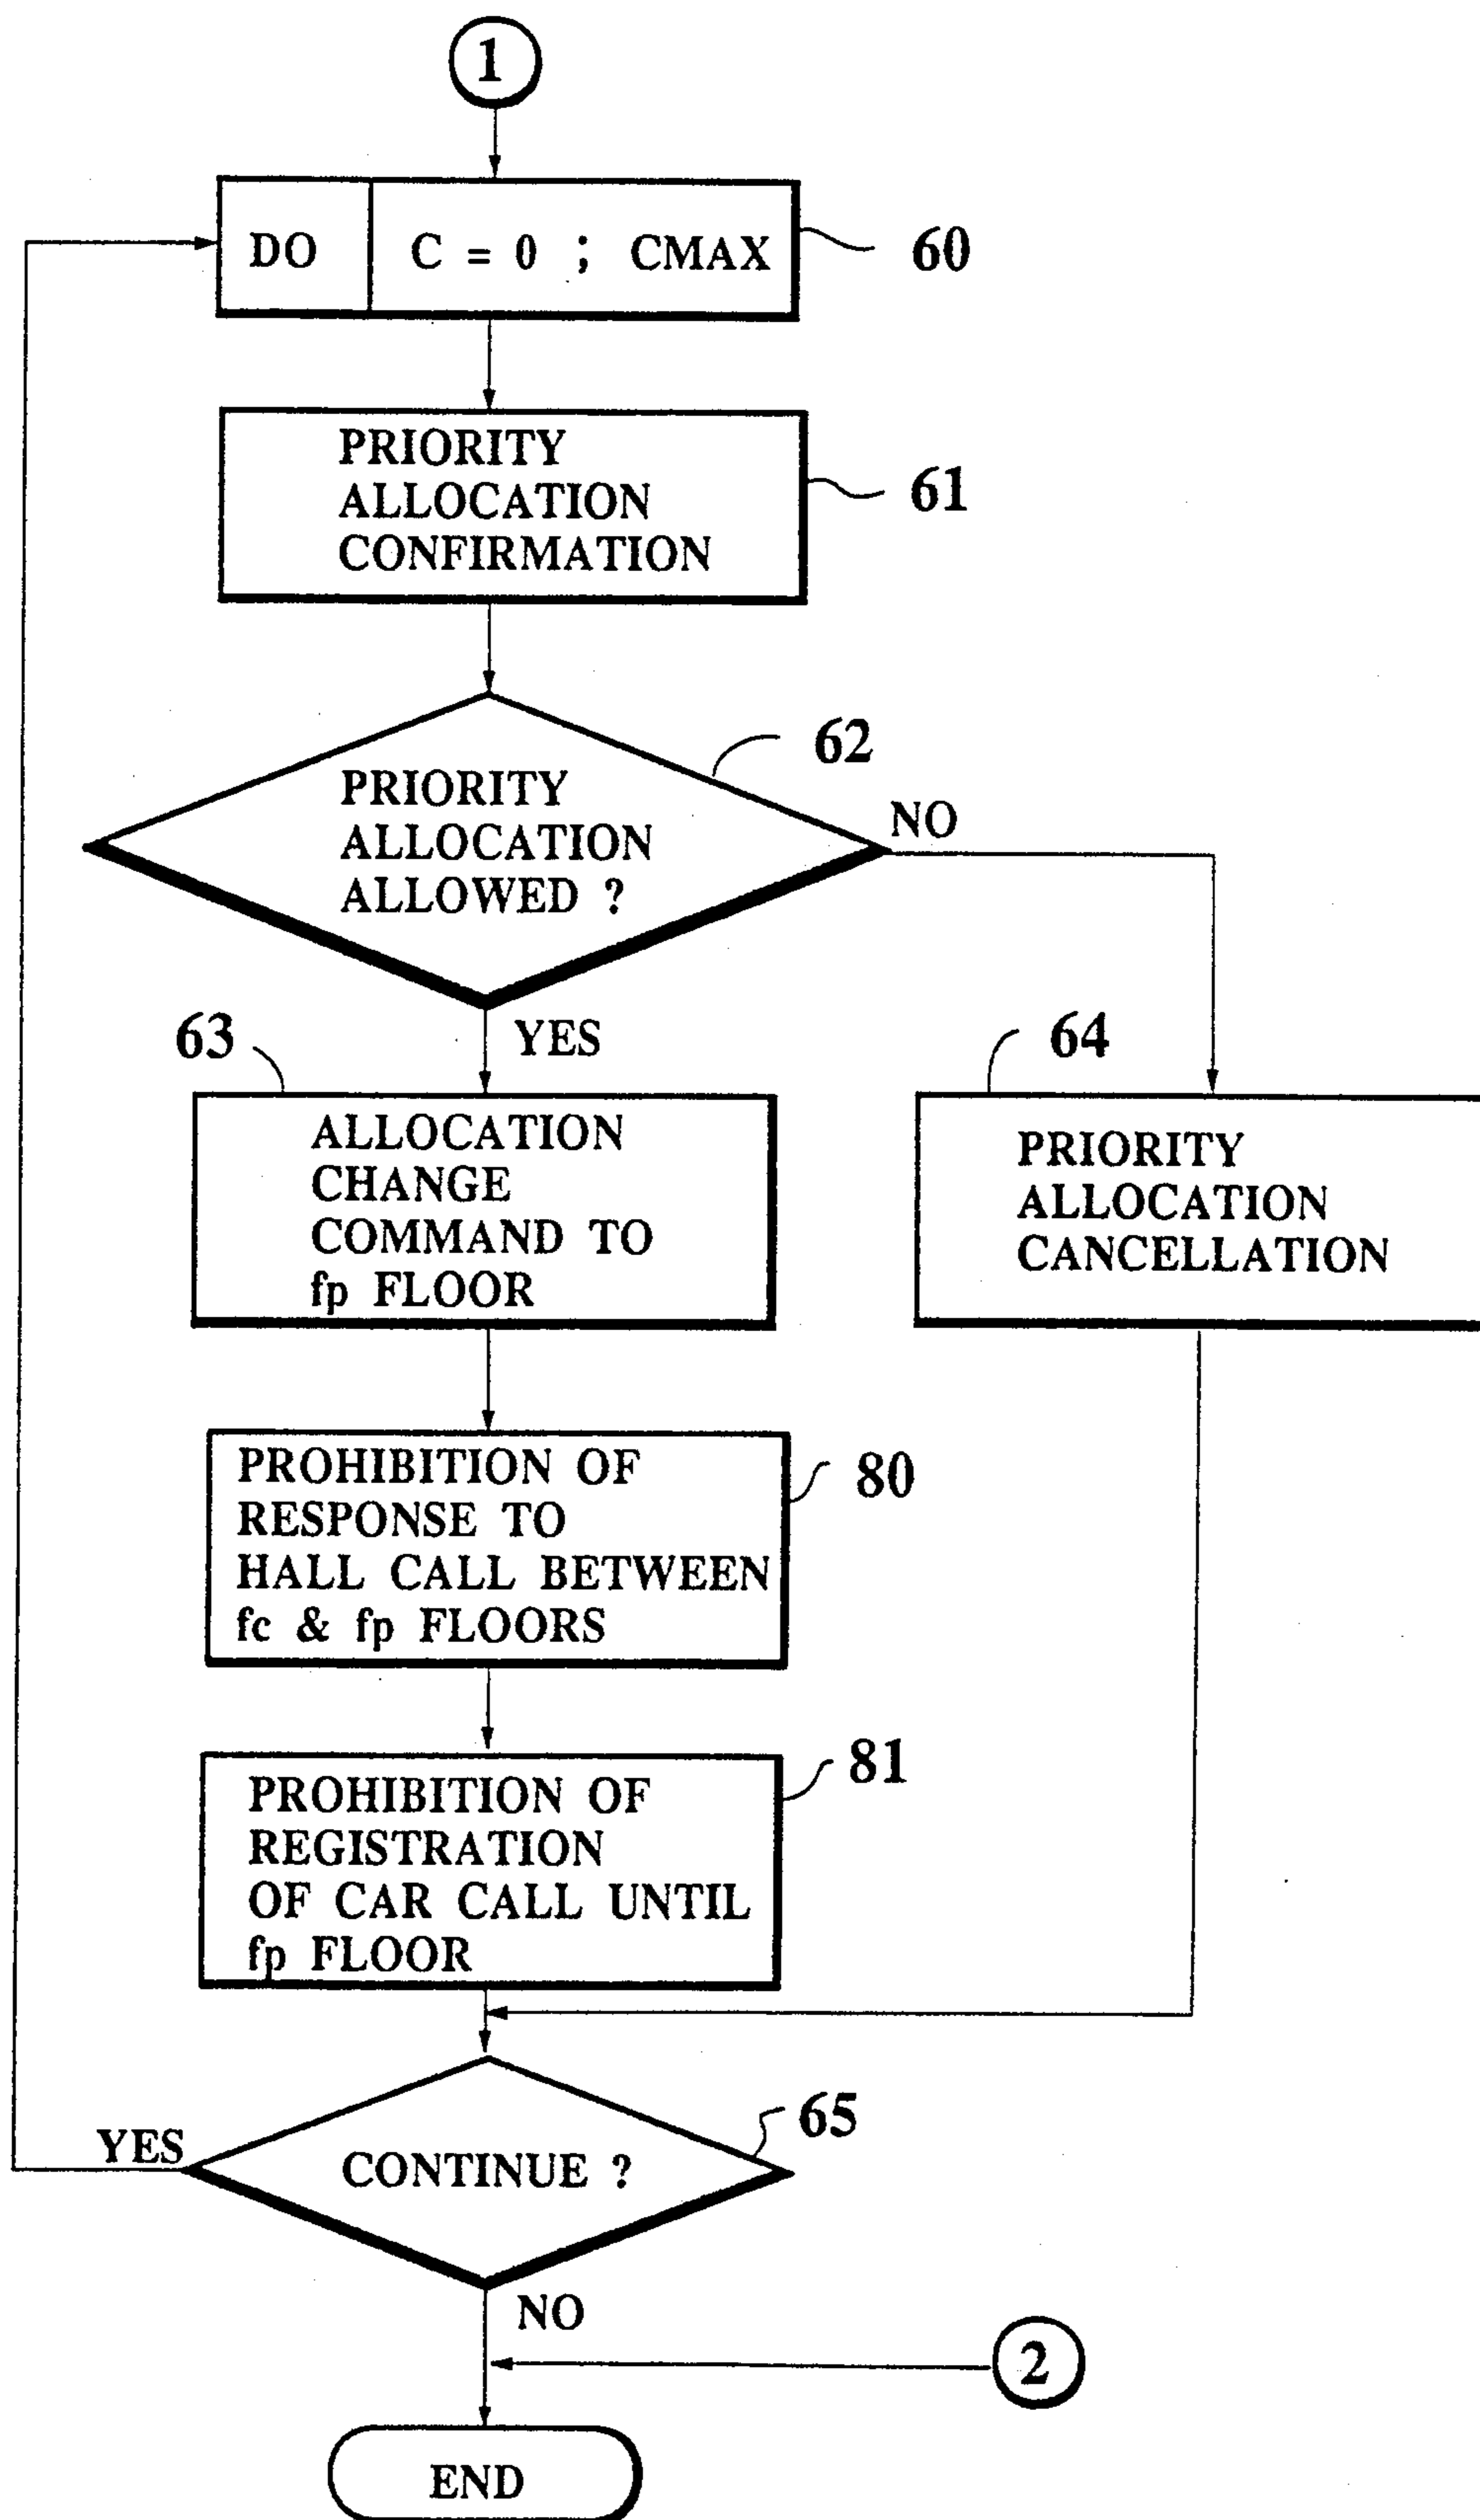 1
DO C = 0 ; CMAX
60
PRIORITY
ALLOCATION
CONFIRMATION
61
62
PRIORITY
ALLOCATION
ALLOWED ?
NO
YES
63
ALLOCATION
CHANGE
COMMAND TO
fp FLOOR
64
PRIORITY
ALLOCATION
CANCELLATION
PROHIBITION OF
RESPONSE TO
HALL CALL BETWEEN
fc & fp FLOORS
80
PROHIBITION OF
REGISTRATION
OF CAR CALL UNTIL
fp FLOOR
81
65
YES
CONTINUE ?
NO
2
END